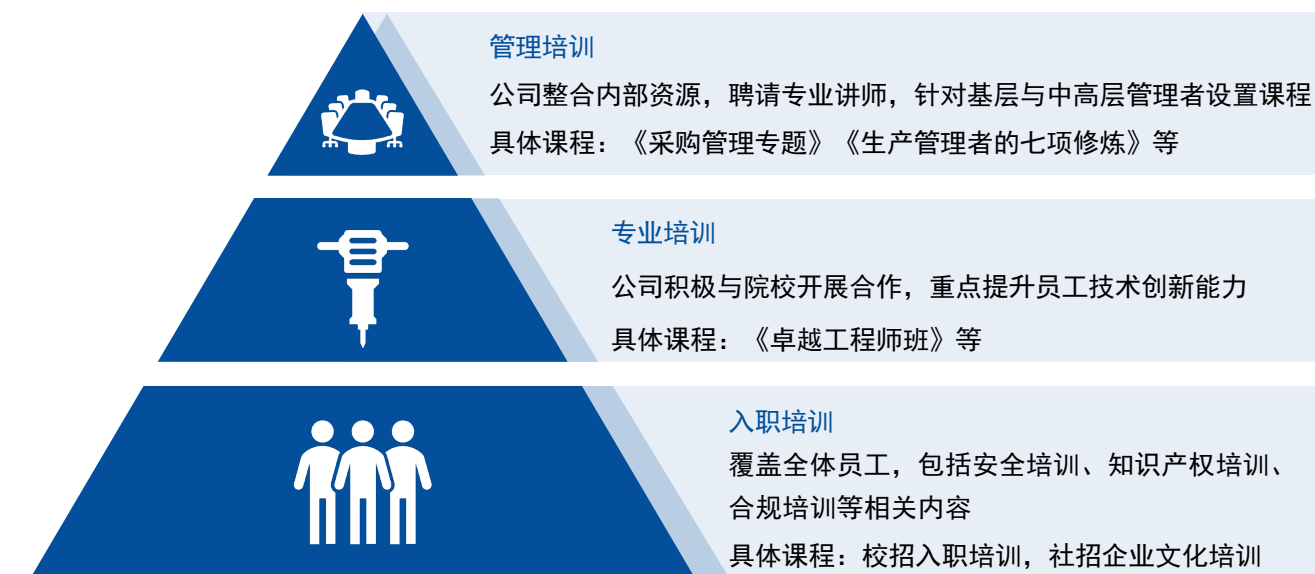 管理培训
公司整合内部资源，聘请专业讲师，针对基层与中高层管理者设置课程
具体课程：《采购管理专题》《生产管理者的七项修炼》等
专业培训
公司积极与院校开展合作，重点提升员工技术创新能力
具体课程：《卓越工程师班》等
入职培训
覆盖全体员工，包括安全培训、知识产权培训、
合规培训等相关内容
具体课程：校招入职培训，社招企业文化培训